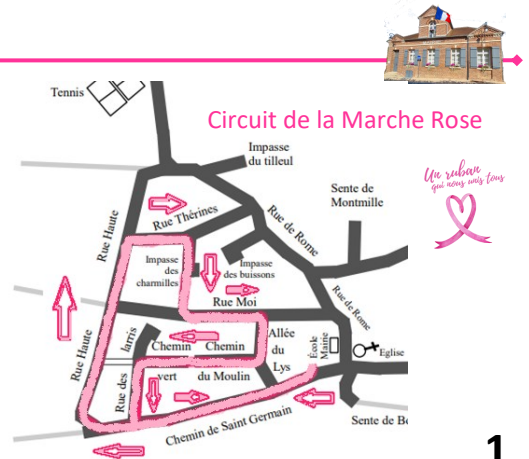 Circuit de la Marche Rose
Un ruban
qui nous unis tous
Tennis
Impasse
du tilleul
Sente de
Montmille
Rue Haute
Rue Thérines
Rue de Rome
Impasse
des
charmilles
Impasse
des buissons
Rue Moi
Rue de Rome
Rue Haute
larris
Rue des
Chemin
vert
Chemin
du Moulin
Allée
du
Lys
École
Mairie
Eglise
Chemin de Saint Germain
Sente de
1